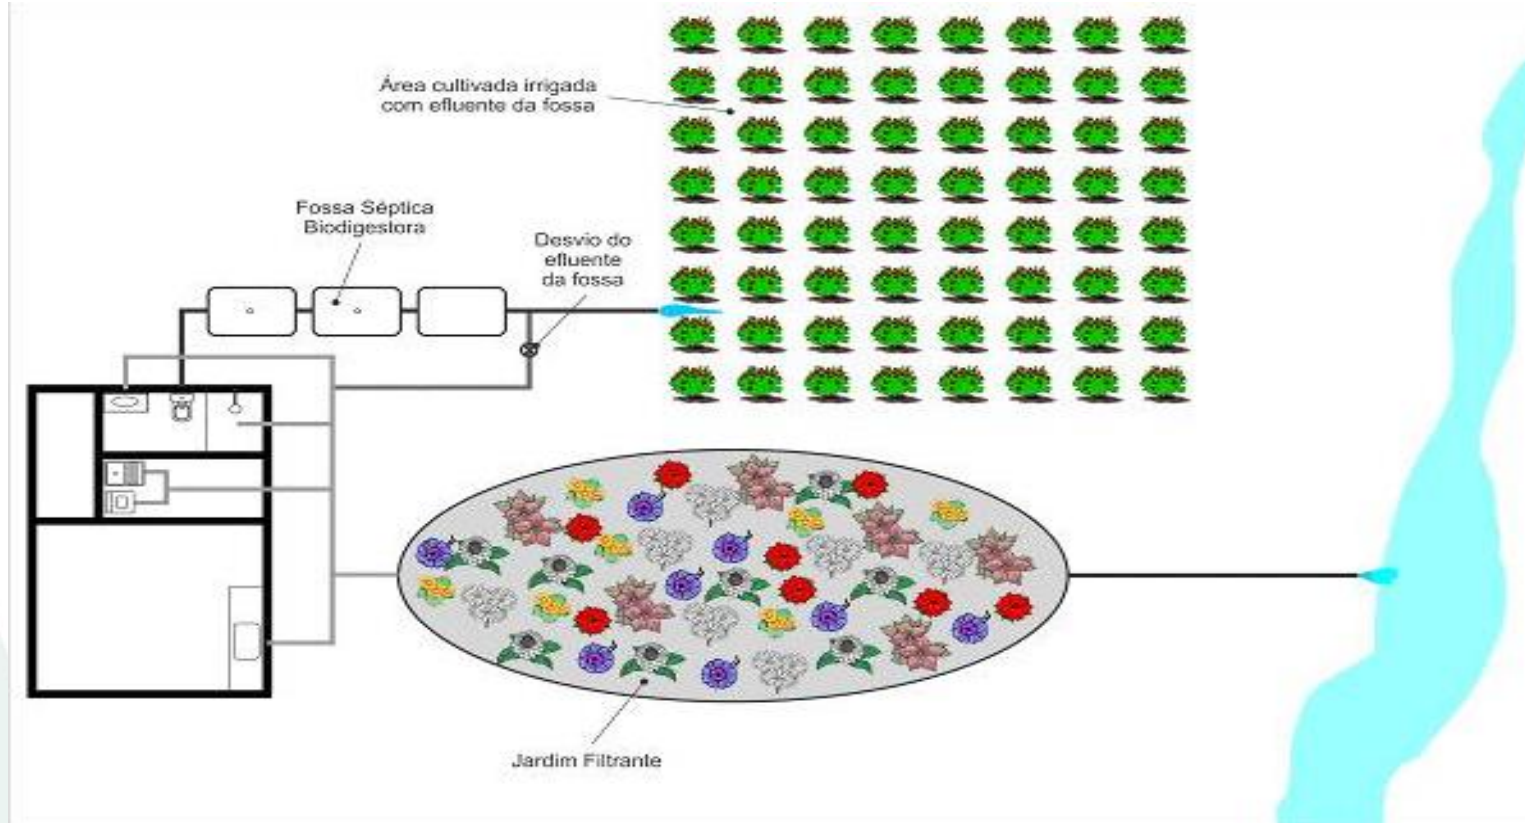 Área cultivada irrigada
com efluente da fossa
Fossa Séptica
Biodigestora
Desvio do
efluente
da fossa
Jardim Filtrante